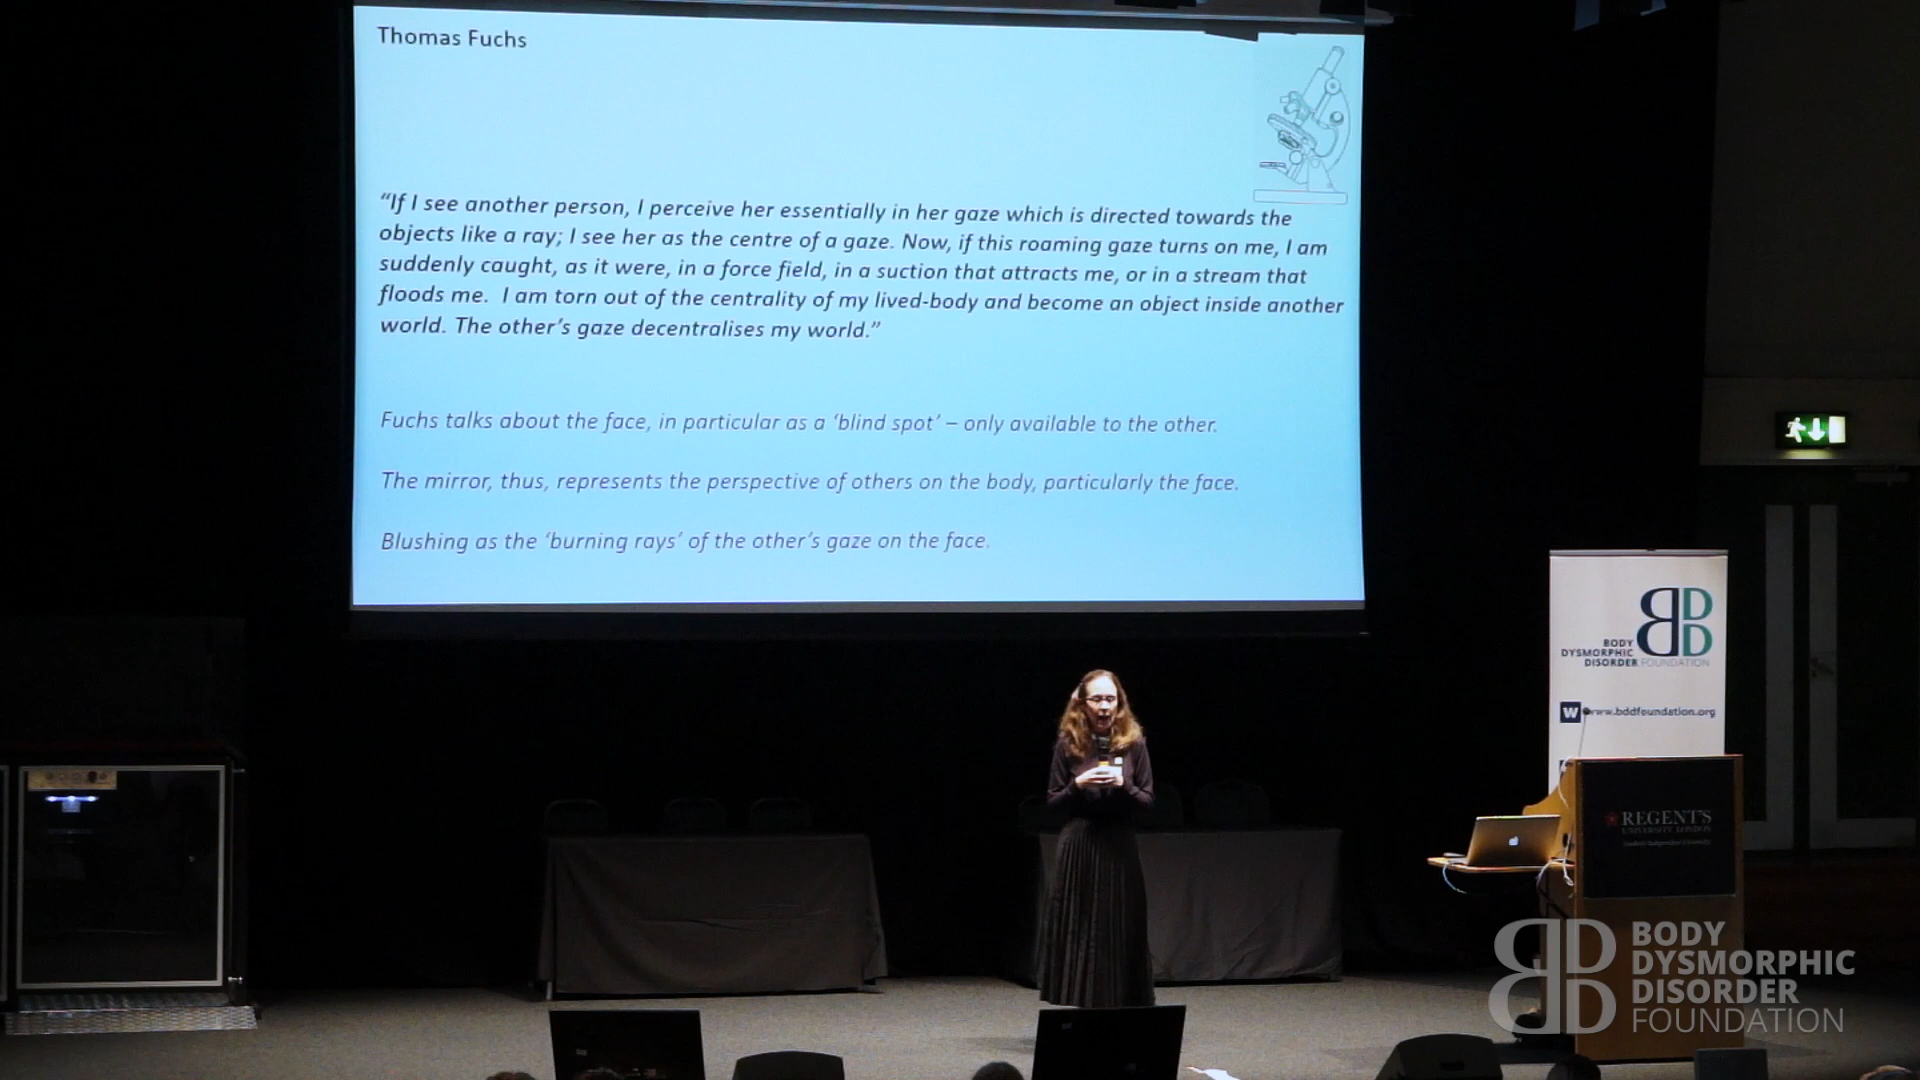 Thomas Fuchs
“If I see another person, I perceive her essentially in her gaze which is directed towards the
objects like a ray; I see her as the centre of a gaze. Now, if this roaming gaze turns on me, I am
suddenly caught, as it were, in a force field, in a suction that attracts me, or in a stream that
floods me.  I am torn out of the centrality of my lived-body and become an object inside another
world. The other’s gaze decentralises my world.”
Fuchs talks about the face, in particular as a ‘blind spot’ – only available to the other.
The mirror, thus, represents the perspective of others on the body, particularly the face.
Blushing as the ‘burning rays’ of the other’s gaze on the face.
BDD
BODY
DYSMORPHIC
DISORDER FOUNDATION
W www.bddfoundation.org
REGENT'S
UNIVERSITY LONDON
BDD
BODY
DYSMORPHIC
DISORDER
FOUNDATION